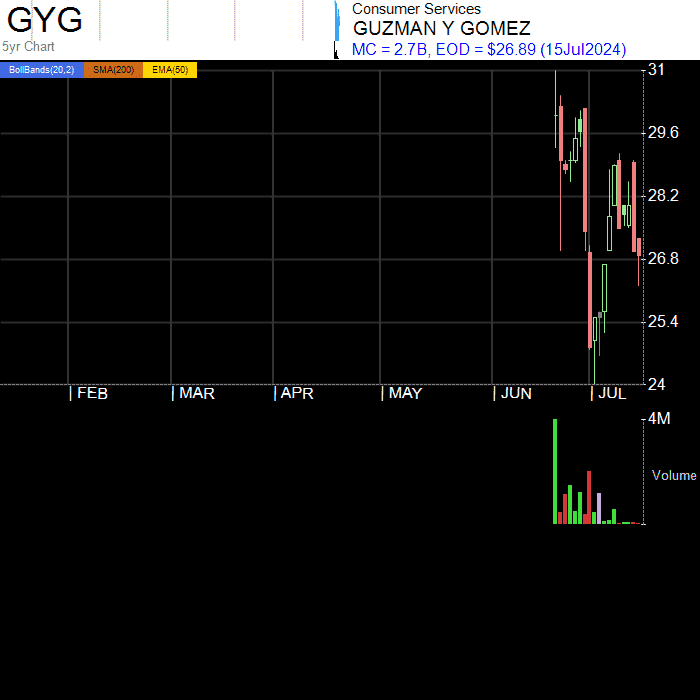 GYG
5yr Chart
Consumer Services
GUZMAN Y GOMEZ
MC = 2.7B, EOD = $26.89 (15Jul2024)
BollBands(20,2) SMA(200) EMA(50)
31
29.6
28.2
26.8
25.4
24
FEB MAR APR MAY JUN JUL
4M
Volume